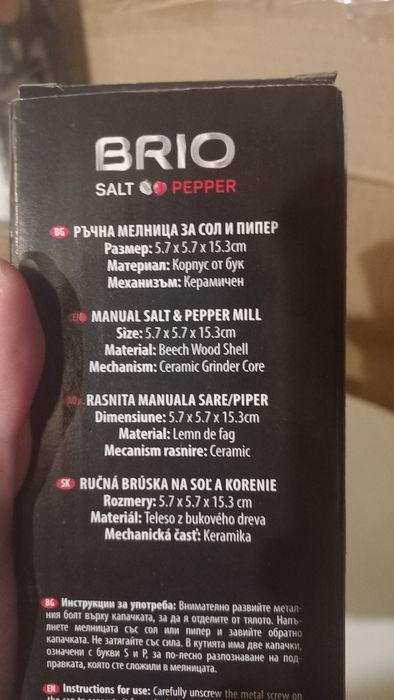 BRIO
SALT PEPPER
BG РЪЧНА МЕЛНИЦА ЗА СОЛ И ПИПЕР
Размер: 5.7 x 5.7 x 15.3cm
Материал: Корпус от бук
Механизъм: Керамичен
EN MANUAL SALT & PEPPER MILL
Size: 5.7 x 5.7 x 15.3cm
Material: Beech Wood Shell
Mechanism: Ceramic Grinder Core
RO RASNITA MANUALA SARE/PIPER
Dimensiune: 5.7 x 5.7 x 15.3cm
Material: Lemn de fag
Mecanism rasnire: Ceramic
SK RUČNÁ BRÚSKA NA SOĽ A KORENIE
Rozmery: 5.7 x 5.7 x 15.3 cm
Materiál: Teleso z bukového dreva
Mechanická časť: Keramika
BG Инструкции за употреба: Внимателно развийте метал-
ния болт върху капачката, за да я отделите от тялото. Напъл-
нете мелницата със сол или пипер и завийте обратно
капачката. Не затягайте със сила. В кутията има две капачки,
означени с букви S и P, за по-лесно разпознаване на под-
правката, която сте сложили в мелницата.
EN Instructions for use: Carefully unscrew the metal screw on